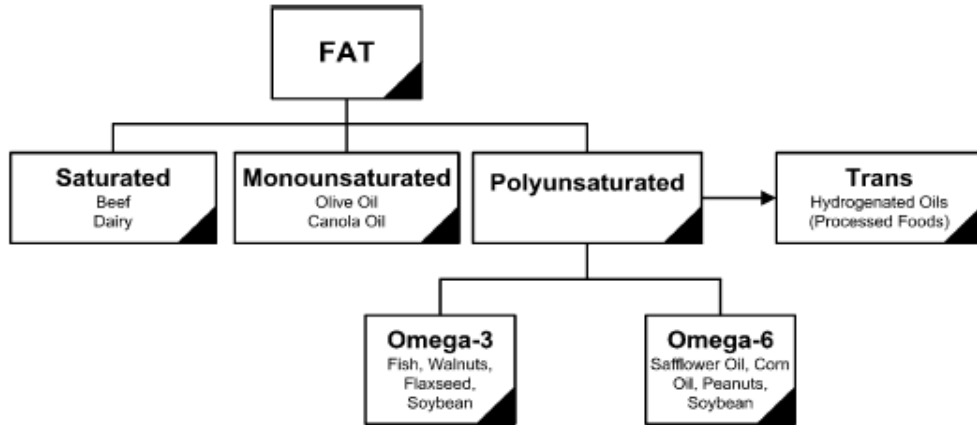 FAT
Saturated
Beef
Dairy
Monounsaturated
Olive Oil
Canola Oil
Polyunsaturated
Trans
Hydrogenated Oils
(Processed Foods)
Omega-3
Fish, Walnuts,
Flaxseed,
Soybean
Omega-6
Safflower Oil, Corn
Oil, Peanuts,
Soybean